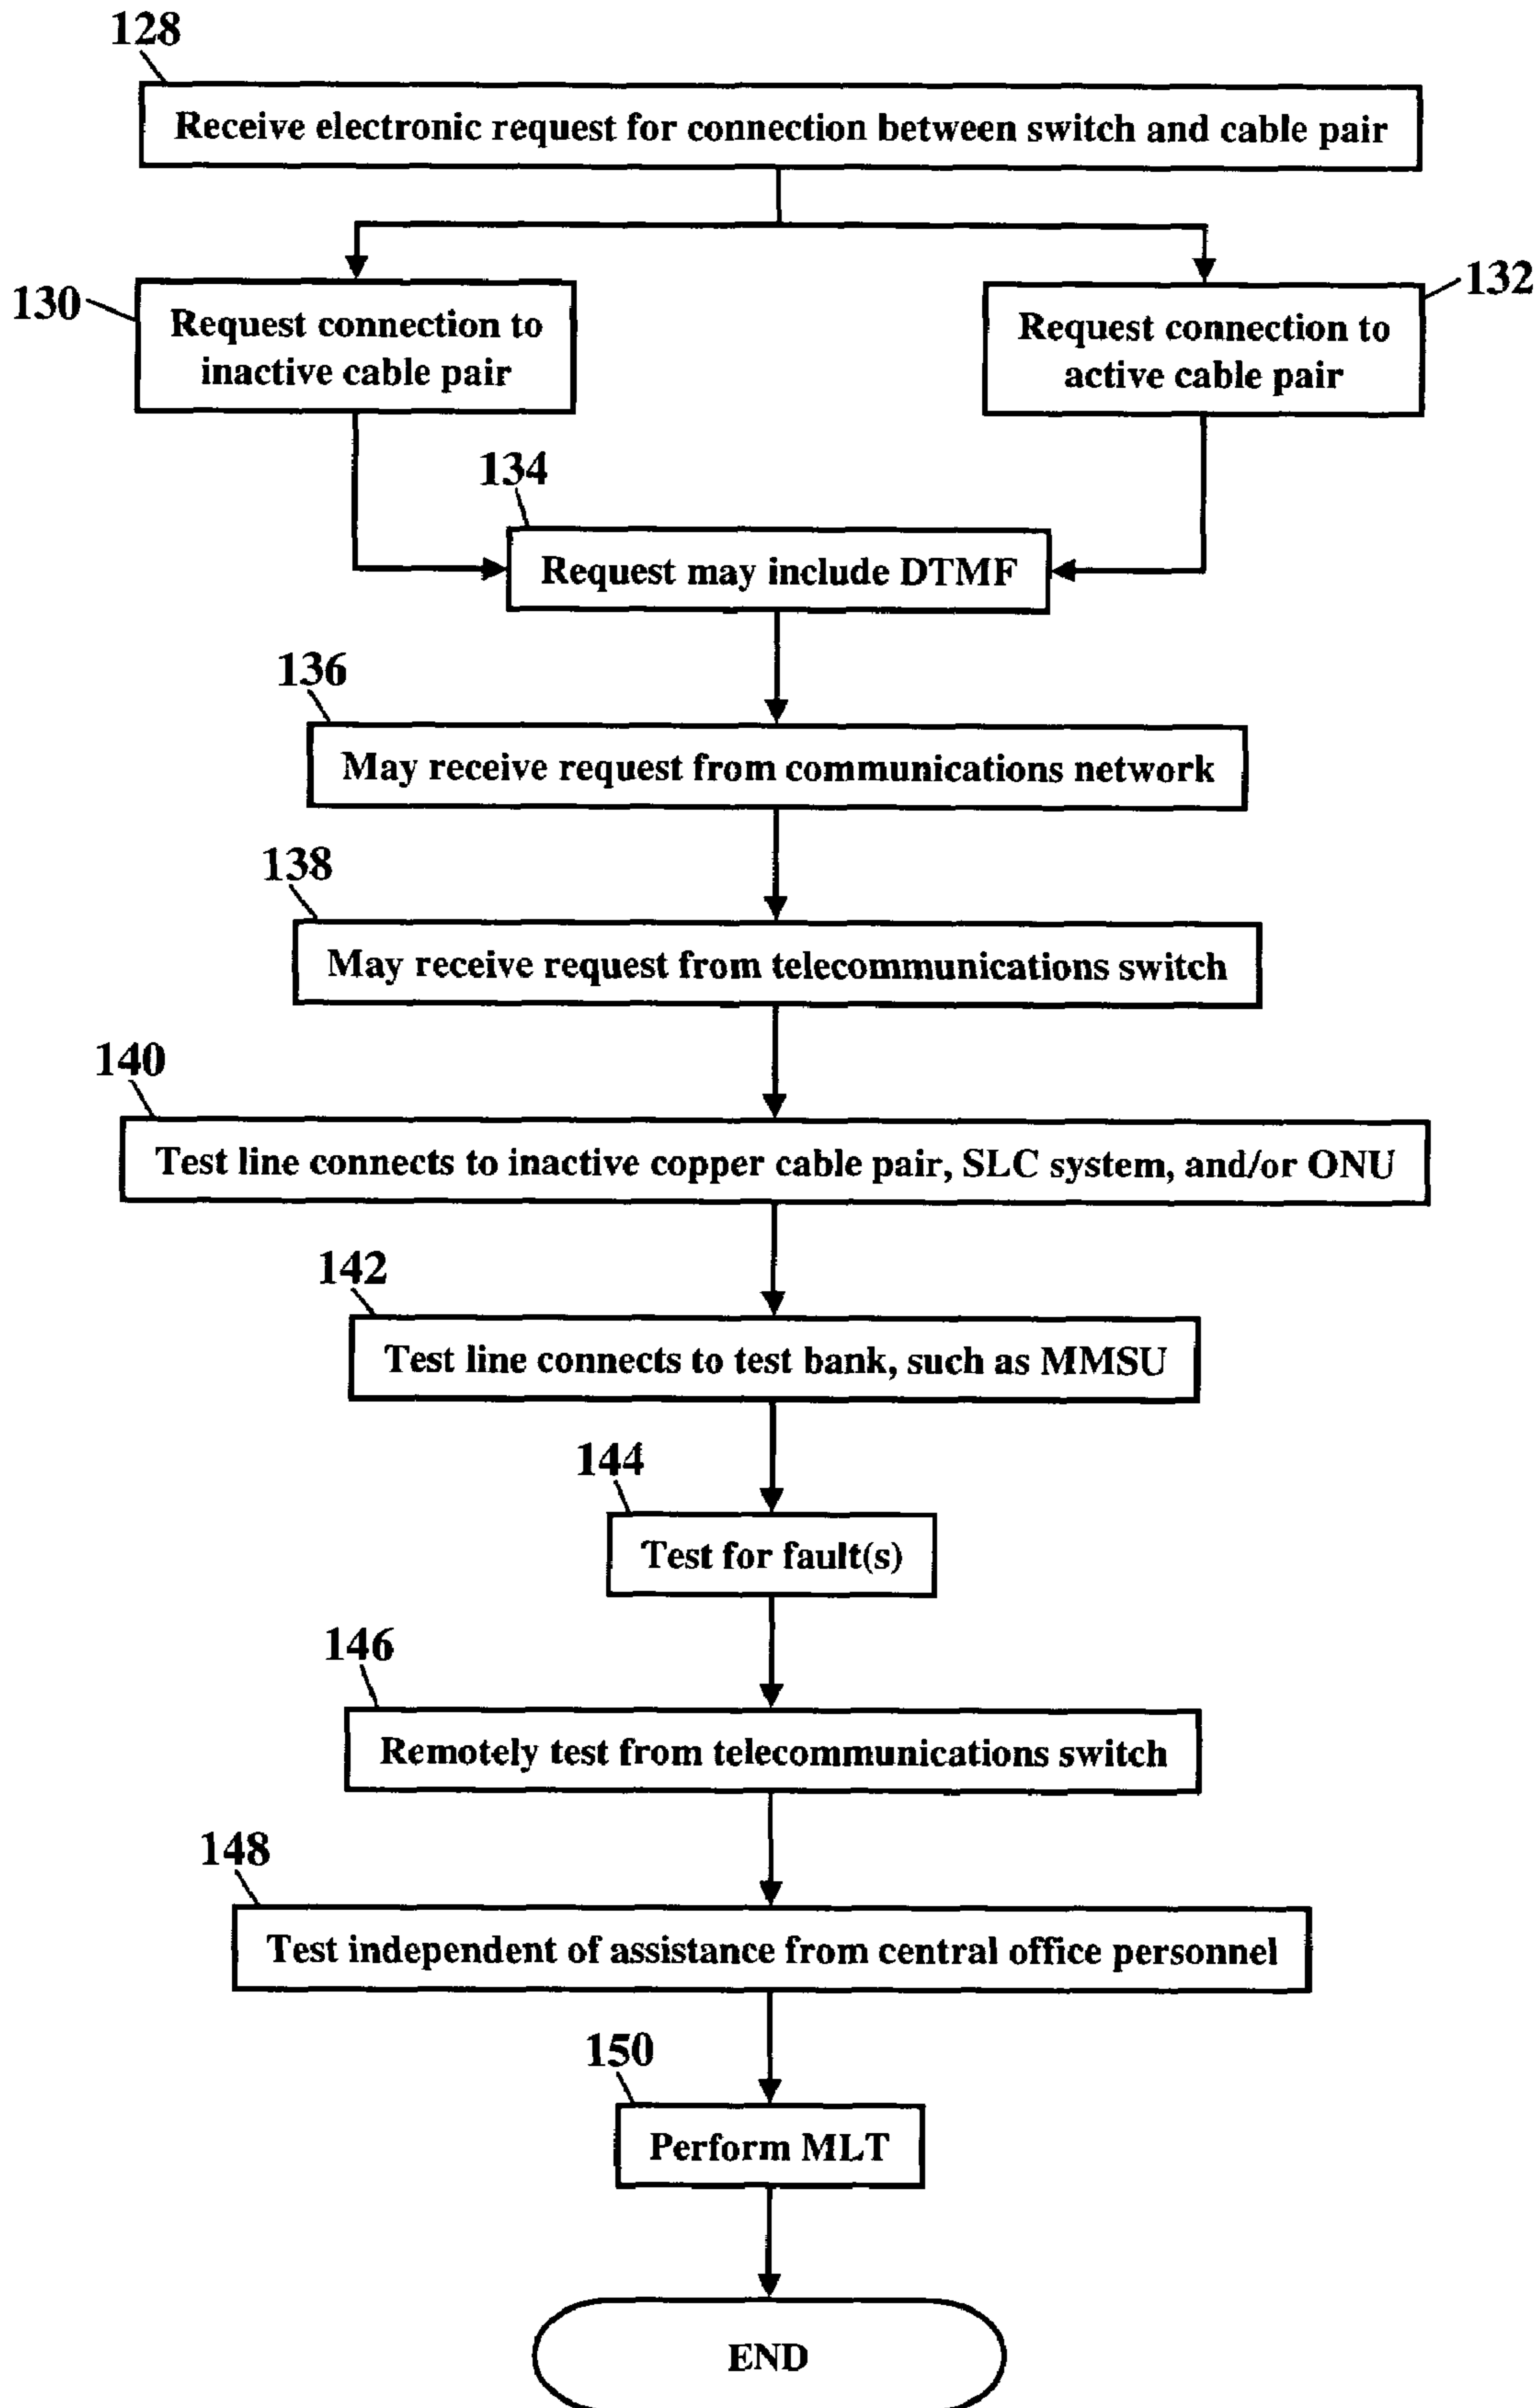 128
Receive electronic request for connection between switch and cable pair
130
Request connection to
inactive cable pair
132
Request connection to
active cable pair
134
Request may include DTMF
136
May receive request from communications network
138
May receive request from telecommunications switch
140
Test line connects to inactive copper cable pair, SLC system, and/or ONU
142
Test line connects to test bank, such as MMSU
144
Test for fault(s)
146
Remotely test from telecommunications switch
148
Test independent of assistance from central office personnel
150
Perform MLT
END